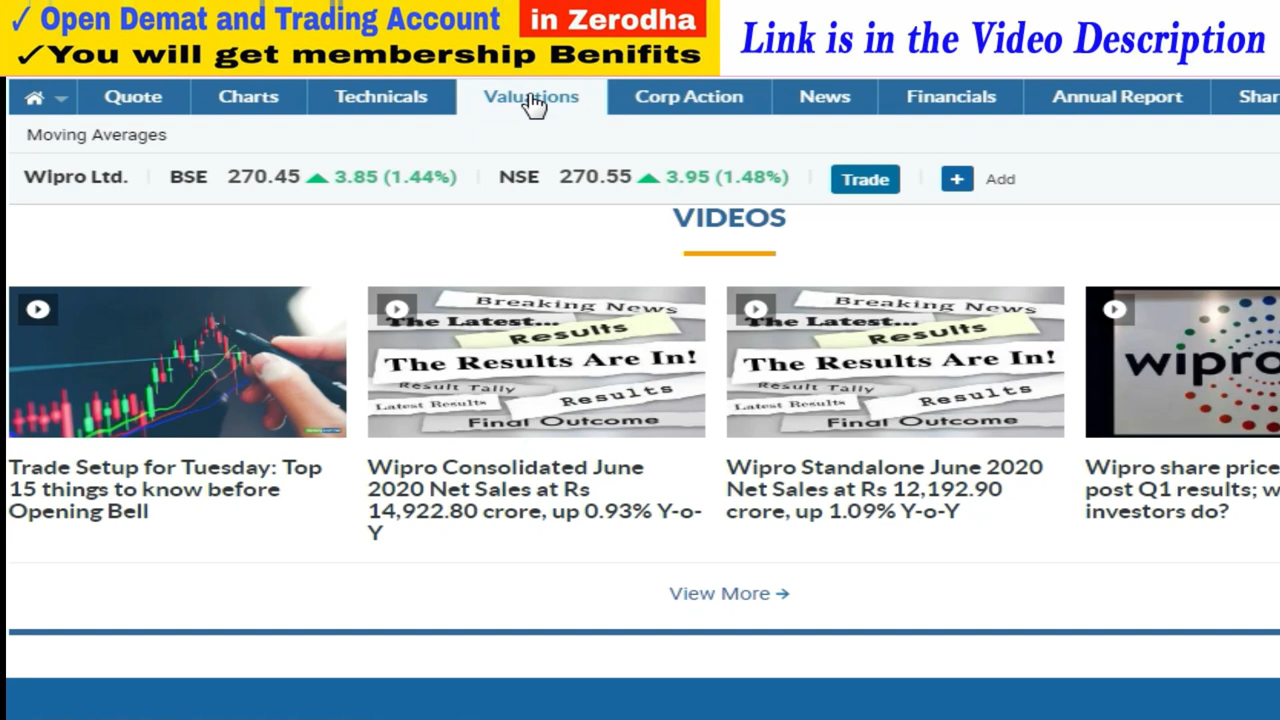 ✓ Open Demat and Trading Account in Zerodha
✓You will get membership Benifits
Link is in the Video Description
Quote Charts Technicals Valuations Corp Action News Financials Annual Report Shar
Moving Averages
Wipro Ltd. BSE 270.45 3.85 (1.44%) NSE 270.55 3.95 (1.48%) Trade + Add
VIDEOS
Breaking News
The Latest...
Results
The Results Are In!
Result Tally
Results
Latest Results
Final Outcome
Breaking News
The Latest...
Results
The Results Are In!
Result Tally
Results
Latest Results
Final Outcome
wipro
Trade Setup for Tuesday: Top
15 things to know before
Opening Bell
Wipro Consolidated June
2020 Net Sales at Rs
14,922.80 crore, up 0.93% Y-o-
Y
Wipro Standalone June 2020
Net Sales at Rs 12,192.90
crore, up 1.09% Y-o-Y
Wipro share price
post Q1 results; w
investors do?
View More →